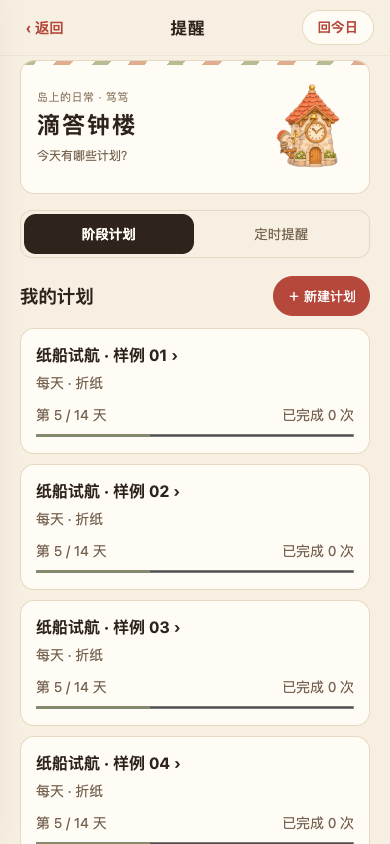 ‹ 返回
提醒
回今日
岛上的日常 · 笃笃
滴答钟楼
今天有哪些计划?
阶段计划
定时提醒
我的计划
＋ 新建计划
纸船试航 · 样例 01 ›
每天 · 折纸
第 5 / 14 天
已完成 0 次
纸船试航 · 样例 02 ›
每天 · 折纸
第 5 / 14 天
已完成 0 次
纸船试航 · 样例 03 ›
每天 · 折纸
第 5 / 14 天
已完成 0 次
纸船试航 · 样例 04 ›
每天 · 折纸
第 5 / 14 天
已完成 0 次